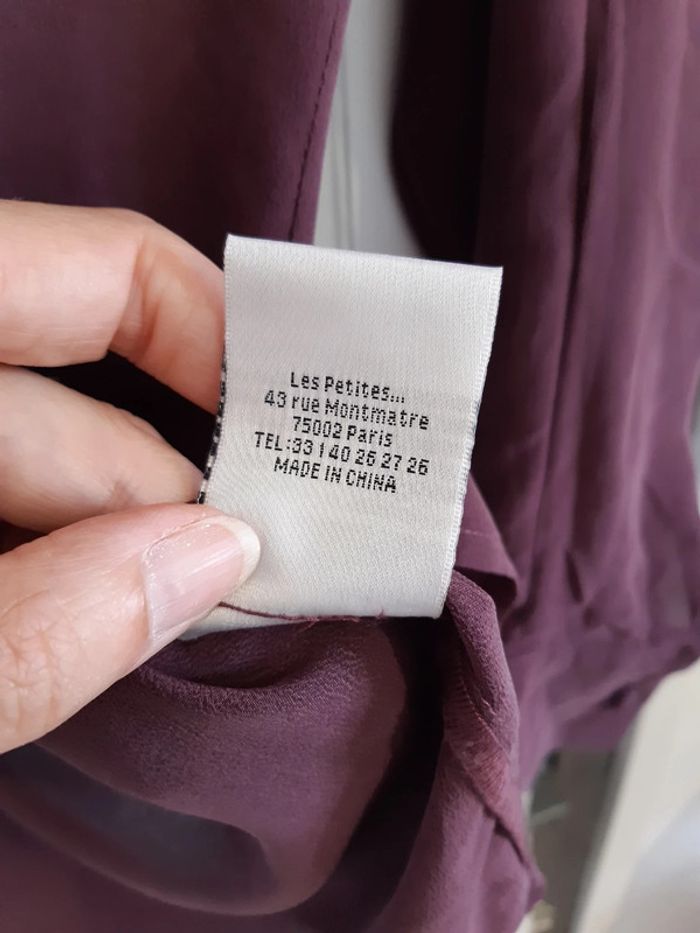 Les Petites...
43 rue Montmatre
75002 Paris
TEL:33 1 40 26 27 26
MADE IN CHINA